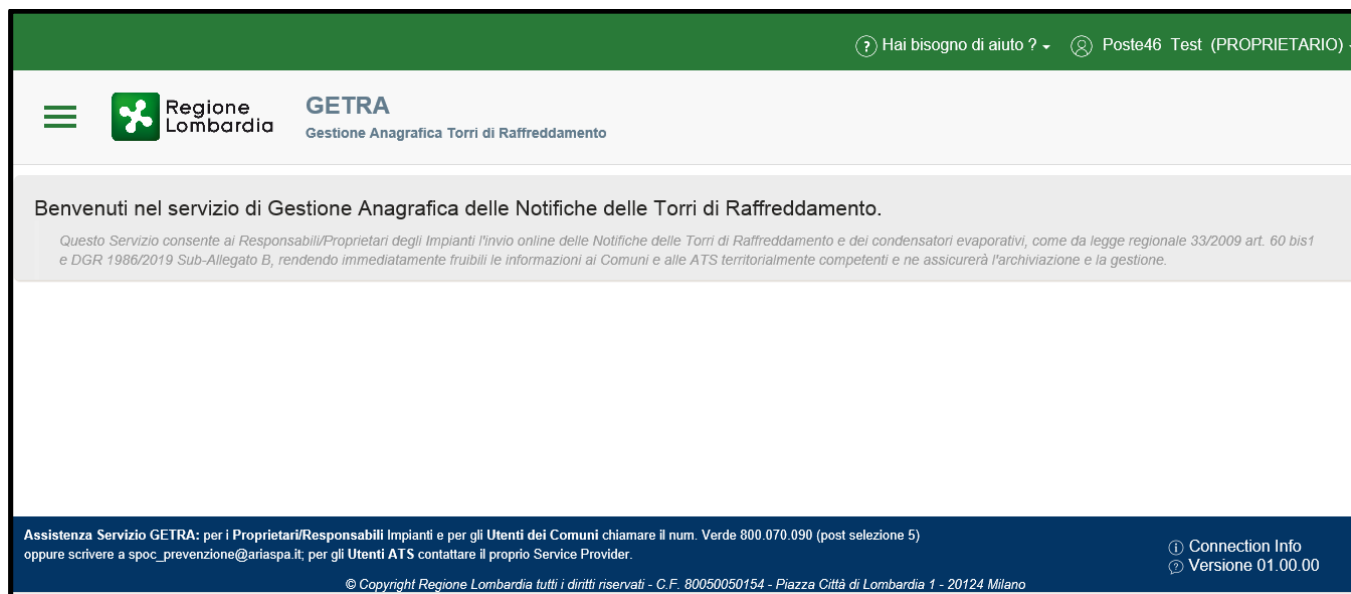 Hai bisogno di aiuto ?
Poste46 Test (PROPRIETARIO)
Regione
Lombardia
GETRA
Gestione Anagrafica Torri di Raffreddamento
Benvenuti nel servizio di Gestione Anagrafica delle Notifiche delle Torri di Raffreddamento.
Questo Servizio consente ai Responsabili/Proprietari degli Impianti l'invio online delle Notifiche delle Torri di Raffreddamento e dei condensatori evaporativi, come da legge regionale 33/2009 art. 60 bis1
e DGR 1986/2019 Sub-Allegato B, rendendo immediatamente fruibili le informazioni ai Comuni e alle ATS territorialmente competenti e ne assicurerà l'archiviazione e la gestione.
Assistenza Servizio GETRA: per i Proprietari/Responsabili Impianti e per gli Utenti dei Comuni chiamare il num. Verde 800.070.090 (post selezione 5)
oppure scrivere a spoc_prevenzione@ariaspa.it; per gli Utenti ATS contattare il proprio Service Provider.
Connection Info
Versione 01.00.00
© Copyright Regione Lombardia tutti i diritti riservati - C.F. 80050050154 - Piazza Città di Lombardia 1 - 20124 Milano